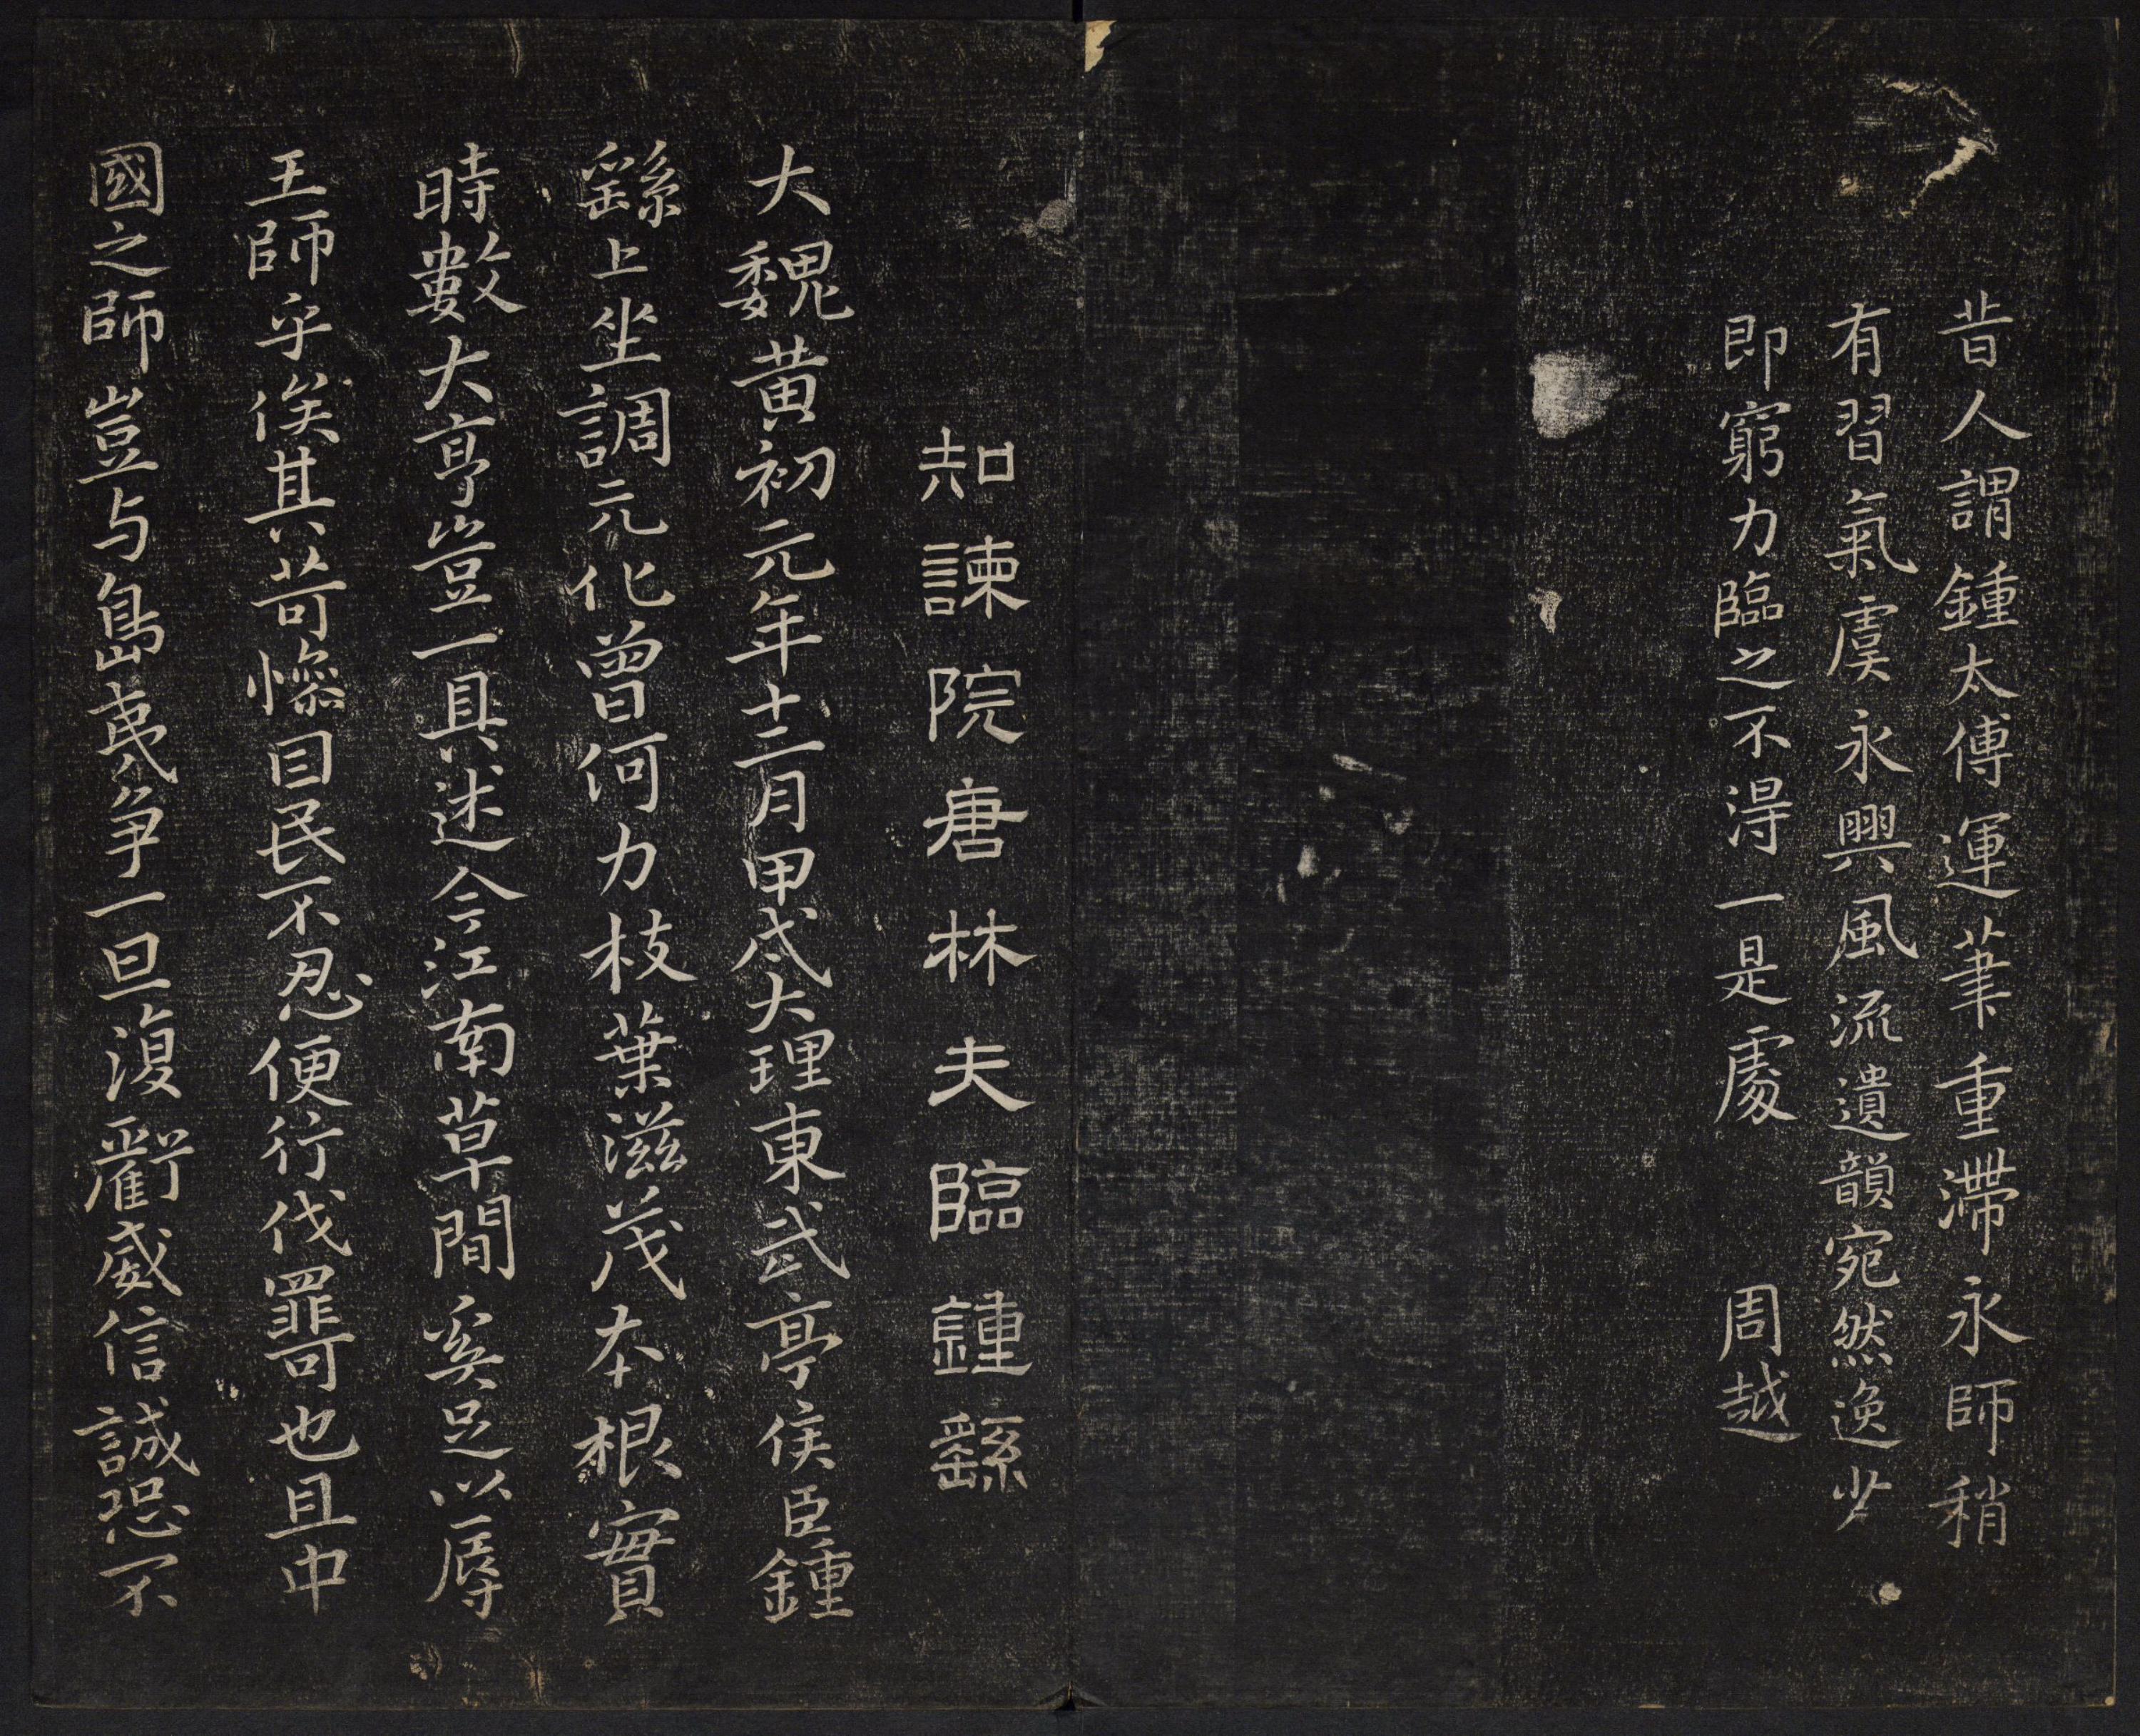 昔人謂鍾太傅運筆重滯永師稍
有習氣虞永興風流遺韻宛然逸少
即窮力臨之不得一是處　周越
知諫院唐林夫臨鍾繇
大魏黃初元年十二月甲戌大理東武亭侯臣鍾
繇上坐調元化曾何力枝葉滋茂本根實
時數大亨豈一具述今江南草間奚足以辱
王師乎俟其苛慘困民不忍便行伐罪可也且中
國之師豈与島夷争一旦復虧威信誠恐不